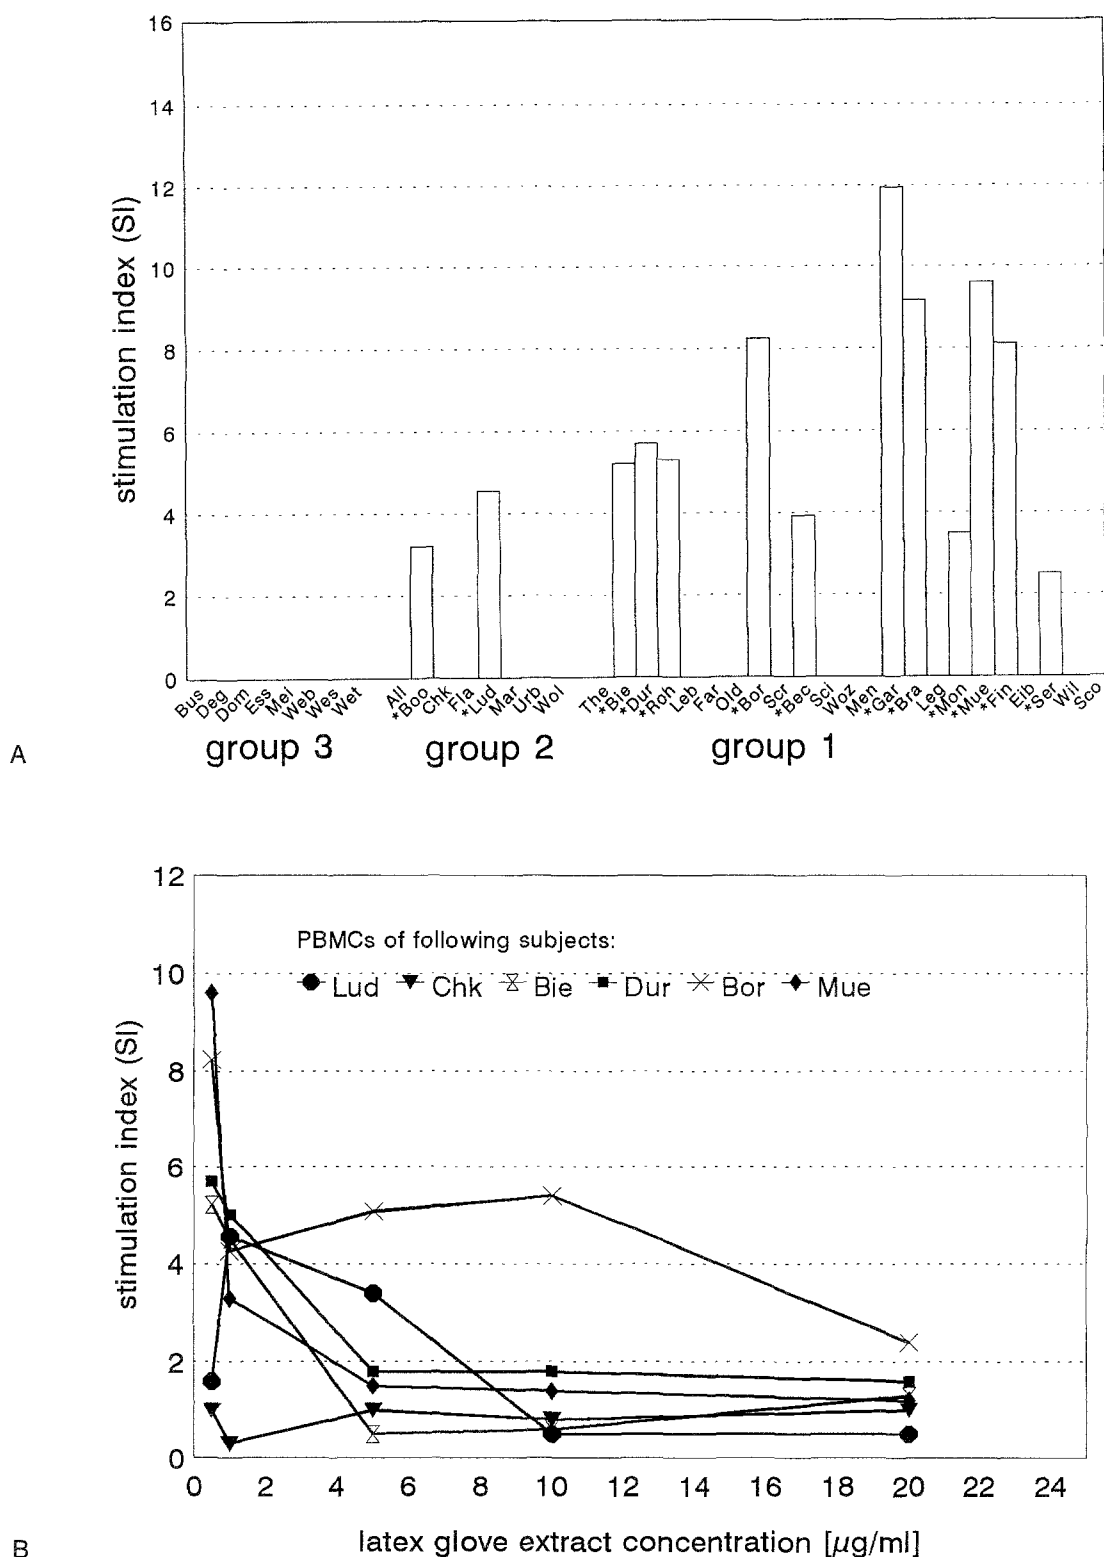 16
14
12
10
8
6
4
2
0
stimulation index (SI)
Bus Deg Dom Ess Mei Web Wes Wet All *Boo Chk Fla *Lud Mar Urb Wol The *Bie *Dur *Roh Leb Far Old *Bor Scr *Bec Sci Woz Men *Gar *Bra Leg *Mon *Mue *Fin Eib *Ser Wil Sco
group 3 group 2 group 1
A
12
10
8
6
4
2
0
stimulation index (SI)
PBMCs of following subjects:
Lud Chk Bie Dur Bor Mue
0 2 4 6 8 10 12 14 16 18 20 22 24
latex glove extract concentration [µg/ml]
B